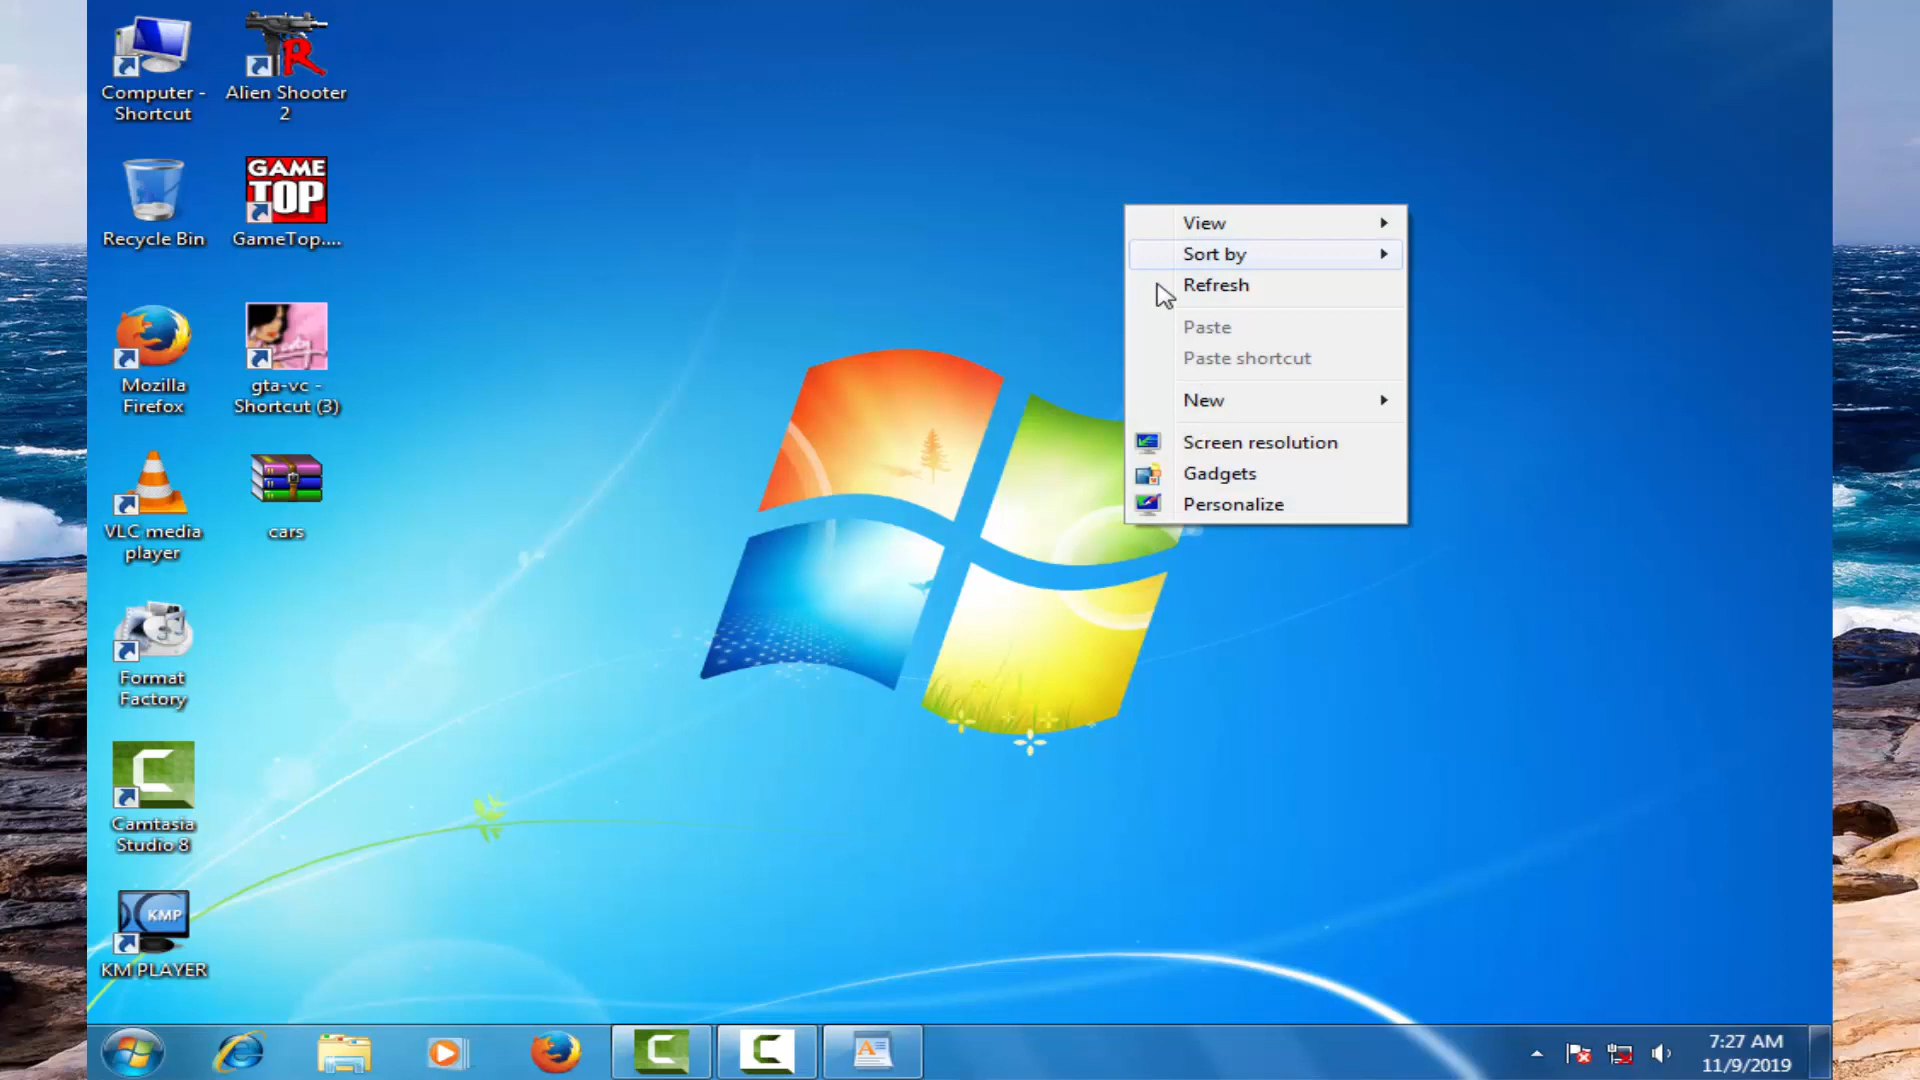 Computer -
Shortcut
Alien Shooter
2
R
Recycle Bin
GAME
TOP
GameTop....
Mozilla
Firefox
gta-vc -
Shortcut (3)
VLC media
player
cars
Format
Factory
C
Camtasia
Studio 8
KMP
KM PLAYER
View
Sort by
Refresh
Paste
Paste shortcut
New
Screen resolution
Gadgets
Personalize
C
C
A
7:27 AM
11/9/2019